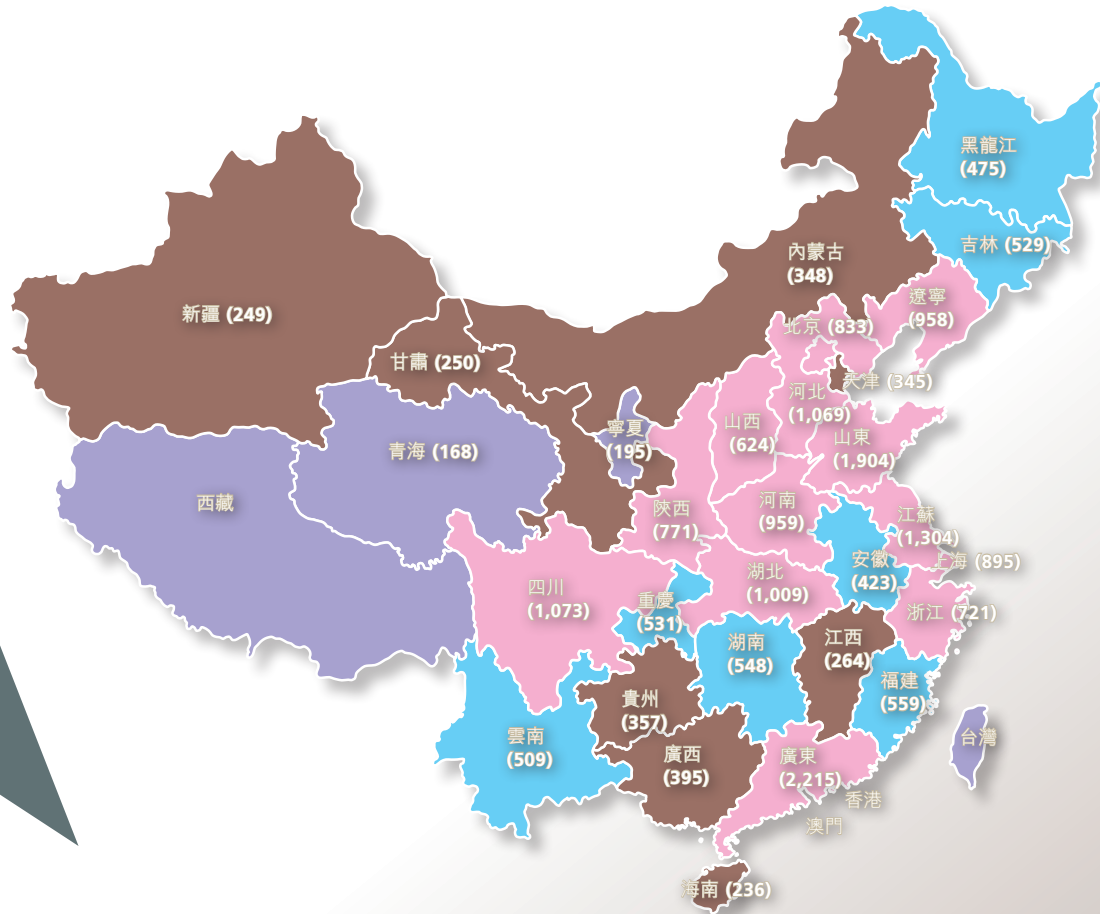 黑龍江
(475)
吉林 (529)
內蒙古
(348)
遼寧
(958)
新疆 (249)
北京 (833)
甘肅 (250)
天津 (345)
河北
(1,069)
山西
(624)
寧夏
(195)
山東
(1,904)
青海 (168)
西藏
陝西
(771)
河南
(959)
江蘇
(1,304)
上海 (895)
安徽
(423)
四川
(1,073)
重慶
(531)
湖北
(1,009)
浙江 (721)
湖南
(548)
江西
(264)
福建
(559)
貴州
(357)
雲南
(509)
廣西
(395)
廣東
(2,215)
台灣
香港
澳門
海南 (236)